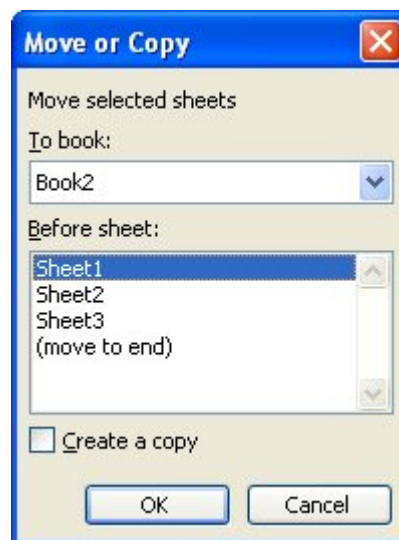 Move or Copy
Move selected sheets
To book:
Book2
Before sheet:
Sheet1
Sheet2
Sheet3
(move to end)
Create a copy
OK Cancel